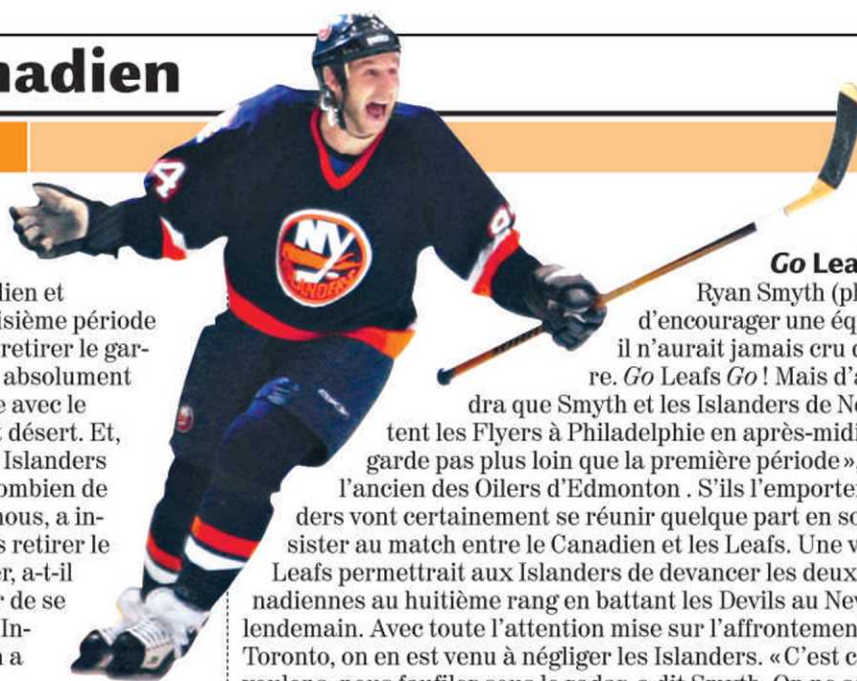 nadien
4
NY
ISLANDERS
9
dien et
isième période
retirer le gar-
absolument
e avec le
t désert. Et,
Islanders
ombien de
nous, a in-
s retirer le
er, a-t-il
r de se
In-
n a
Go Lea
Ryan Smyth (ph
d'encourager une éq
il n'aurait jamais cru
re. Go Leafs Go ! Mais d'a
dra que Smyth et les Islanders de Ne
tent les Flyers à Philadelphie en après-midi
garde pas plus loin que la première période»,
l'ancien des Oilers d'Edmonton . S'ils l'emporte
ders vont certainement se réunir quelque part en so
sister au match entre le Canadien et les Leafs. Une v
Leafs permettrait aux Islanders de devancer les deux
nadiennes au huitième rang en battant les Devils au New
lendemain. Avec toute l'attention mise sur l'affrontemen
Toronto, on en est venu à négliger les Islanders. «C'est c